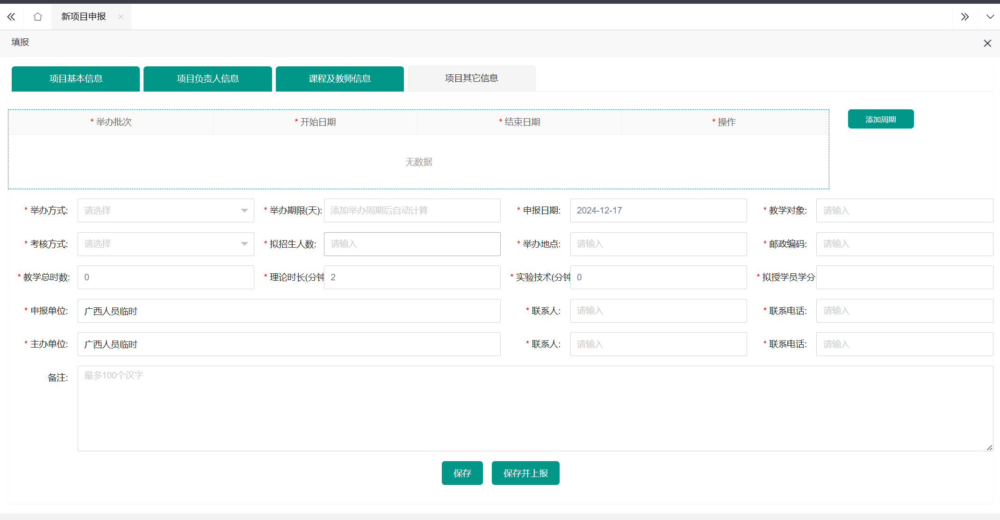 新项目申报
填报
项目基本信息 项目负责人信息 课程及教师信息 项目其它信息
* 举办批次 * 开始日期 * 结束日期 * 操作 添加周期
无数据
* 举办方式: 请选择 * 举办期限(天): 添加举办周期后自动计算 * 申报日期: 2024-12-17 * 教学对象: 请输入
* 考核方式: 请选择 * 拟招生人数: 请输入 * 举办地点: 请输入 * 邮政编码: 请输入
* 教学总时数: 0 * 理论时长(分钟 2 * 实验技术(分钟 0 * 拟授学员学分
* 申报单位: 广西人员临时 * 联系人: 请输入 * 联系电话: 请输入
* 主办单位: 广西人员临时 * 联系人: 请输入 * 联系电话: 请输入
备注: 最多100个汉字
保存 保存并上报